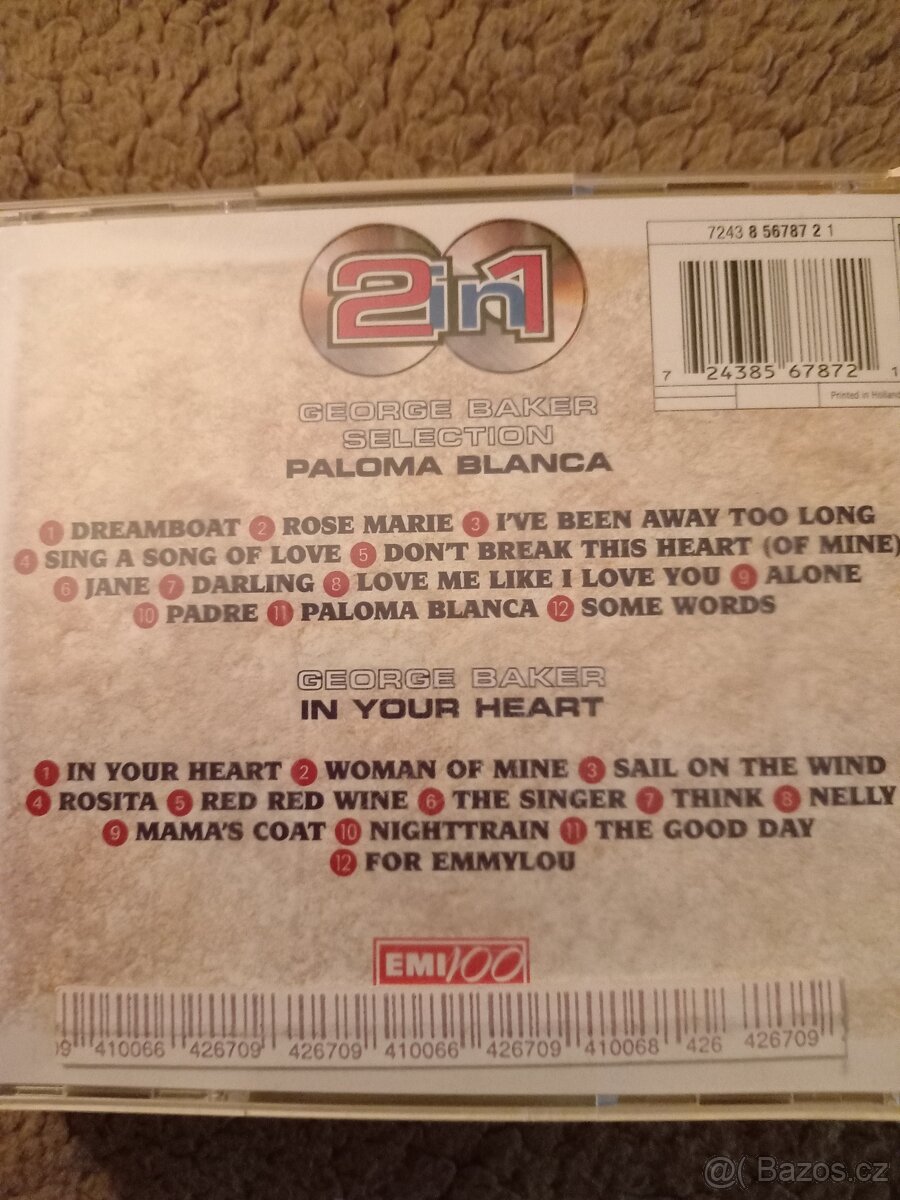 2in1
7243 8 56787 2 1
7 24385 67872 1
Printed in Holland
GEORGE BAKER
SELECTION
PALOMA BLANCA
1 DREAMBOAT 2 ROSE MARIE 3 I'VE BEEN AWAY TOO LONG
4 SING A SONG OF LOVE 5 DON'T BREAK THIS HEART (OF MINE)
6 JANE 7 DARLING 8 LOVE ME LIKE I LOVE YOU 9 ALONE
10 PADRE 11 PALOMA BLANCA 12 SOME WORDS
GEORGE BAKER
IN YOUR HEART
1 IN YOUR HEART 2 WOMAN OF MINE 3 SAIL ON THE WIND
4 ROSITA 5 RED RED WINE 6 THE SINGER 7 THINK 8 NELLY
9 MAMA'S COAT 10 NIGHTTRAIN 11 THE GOOD DAY
12 FOR EMMYLOU
EMI 100
9 410066 426709 426709 410066 426709 410068 426 426709
@( Bazos.cz